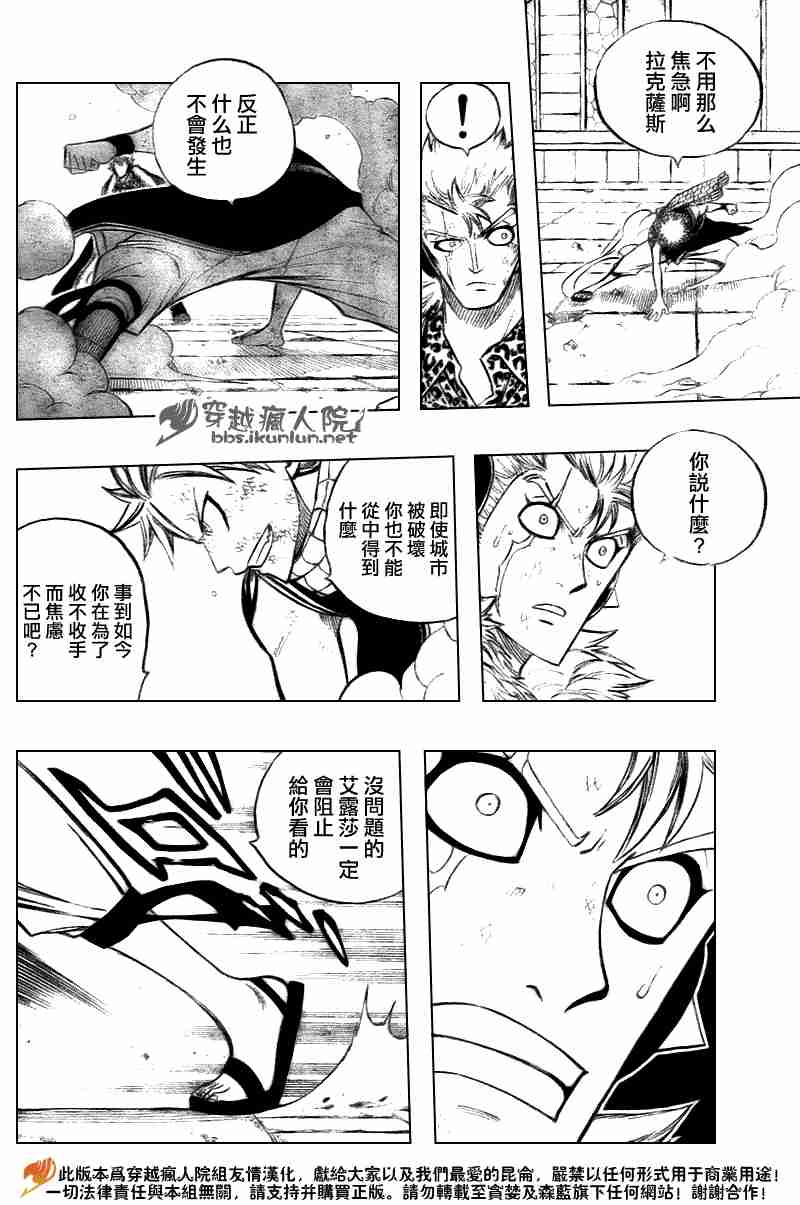 不用那么
焦急啊
拉克薩斯
！
反正
什么也
不會發生
穿越瘋人院
bbs.ikunlun.net
你說什麼？
即使城市
被破壞
你也不能
從中得到
什麼
事到如今
你在為了
收不收手
而焦慮
不已吧？
沒問題的
艾露莎一定
會阻止
給你看的
此版本爲穿越瘋人院組友情漢化，獻給大家以及我們最愛的昆侖，嚴禁以任何形式用于商業用途！
一切法律責任與本組無關，請支持并購買正版。請勿轉載至貪婪及森藍旗下任何網站！謝謝合作！